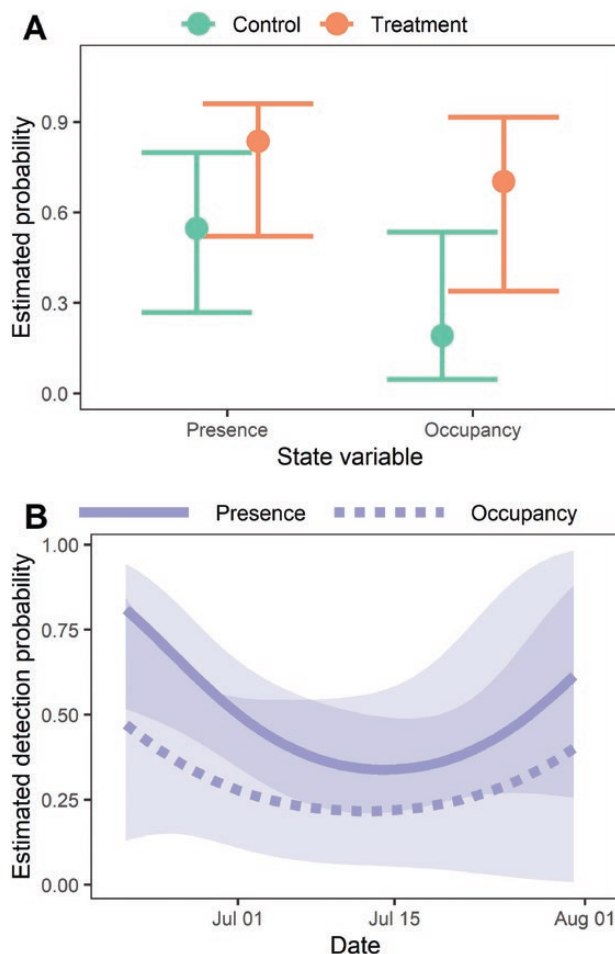 A
Control Treatment
Estimated probability
0.9
0.6
0.3
0.0
Presence Occupancy
State variable
B
Presence Occupancy
Estimated detection probability
1.00
0.75
0.50
0.25
0.00
Jul 01 Jul 15 Aug 01
Date